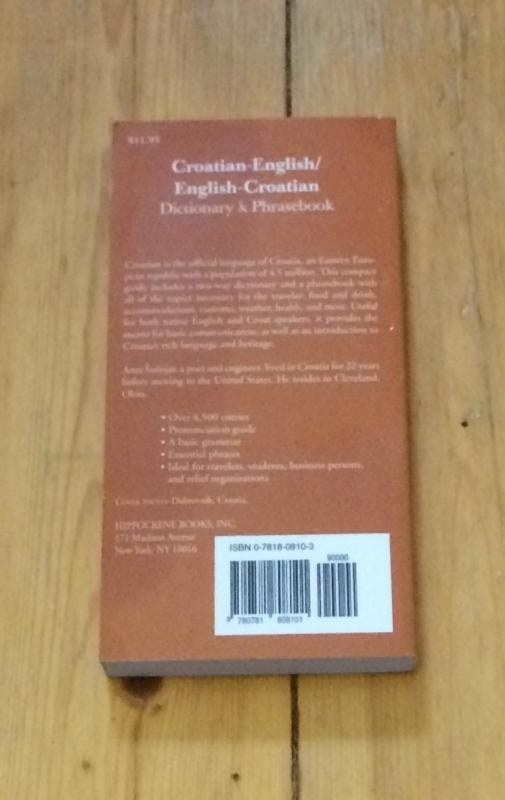 $11.95
Croatian-English/
English-Croatian
Dictionary & Phrasebook
Croatian is the official language of Croatia, an Eastern Euro-
pean republic with a population of 4.5 million. This compact
guide includes a two-way dictionary and a phrasebook with
all of the topics necessary for the traveler: food and drink,
accommodations, customs, weather, health, and more. Useful
for both native English and Croat speakers, it provides the
means for basic communication, as well as an introduction to
Croatia's rich language and heritage.
a poet and engineer, lived in Croatia for 22 years
before moving to the United States. He resides in Cleveland,
Ohio.
• Over 4,500 entries
• Pronunciation guide
• A basic grammar
• Essential phrases
• Ideal for travelers, students, business persons,
and relief organizations
Dubrovnik, Croatia.
HIPPOCRENE BOOKS, INC.
171 Madison Avenue
New York, NY 10016
ISBN 0-7818-0810-3
90000
9 780781 808101